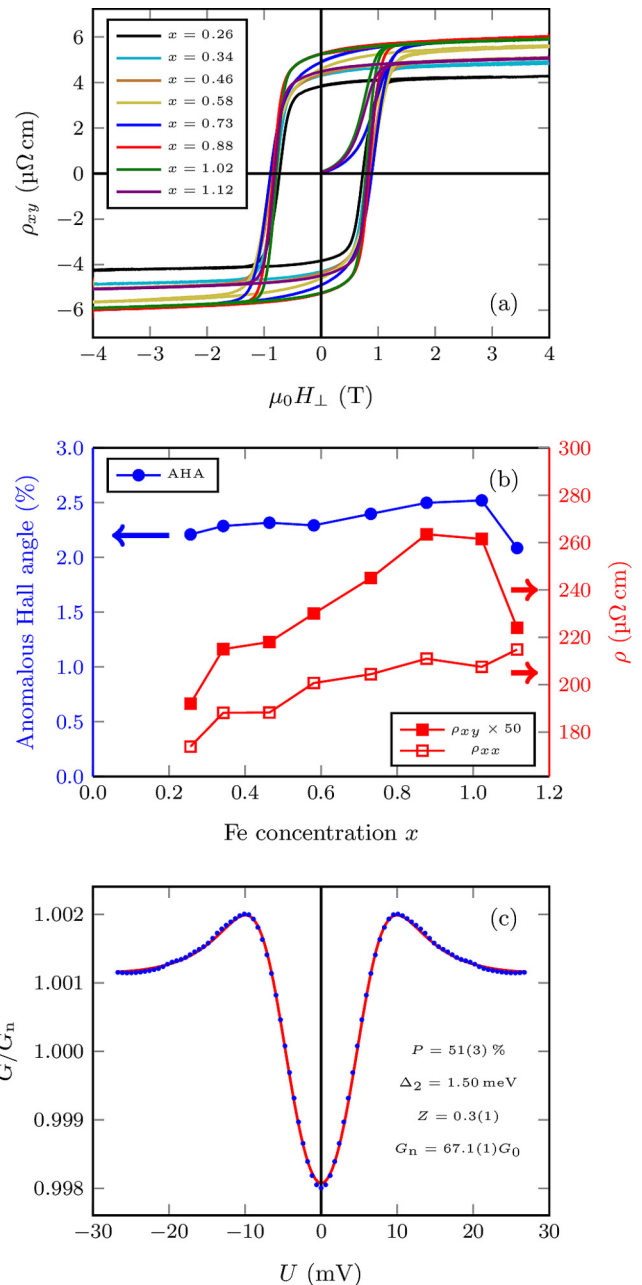 6
4
2
0
−2
−4
−6
ρxy (μΩ cm)
x = 0.26
x = 0.34
x = 0.46
x = 0.58
x = 0.73
x = 0.88
x = 1.02
x = 1.12
(a)
−4 −3 −2 −1 0 1 2 3 4
μ0H⊥ (T)
3.0
2.5
2.0
1.5
1.0
0.5
0.0
Anomalous Hall angle (%)
AHA
(b)
300
280
260
240
220
200
180
ρ (μΩ cm)
ρxy × 50
ρxx
0.0 0.2 0.4 0.6 0.8 1.0 1.2
Fe concentration x
1.002
1.001
1.000
0.999
0.998
G/Gn
(c)
P = 51(3) %
Δ2 = 1.50 meV
Z = 0.3(1)
Gn = 67.1(1)G0
−30 −20 −10 0 10 20 30
U (mV)